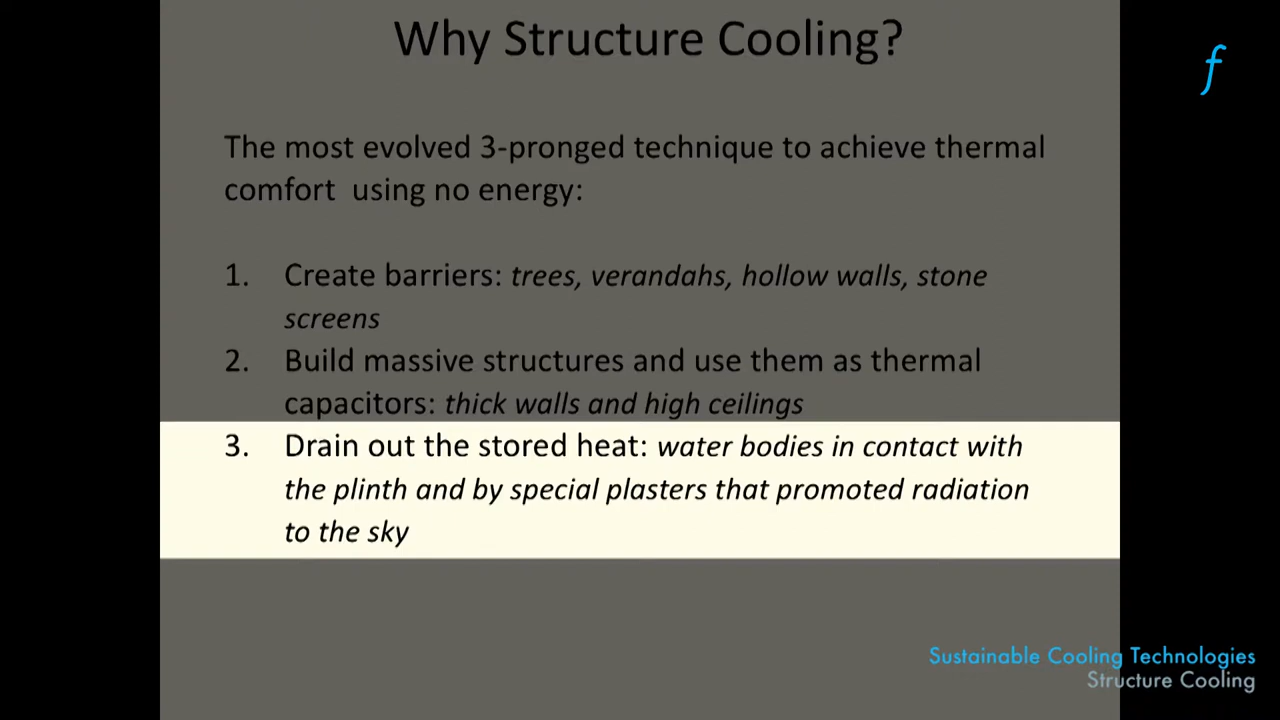 Why Structure Cooling?
f
The most evolved 3-pronged technique to achieve thermal
comfort using no energy:
1. Create barriers: trees, verandahs, hollow walls, stone
screens
2. Build massive structures and use them as thermal
capacitors: thick walls and high ceilings
3. Drain out the stored heat: water bodies in contact with
the plinth and by special plasters that promoted radiation
to the sky
Sustainable Cooling Technologies
Structure Cooling